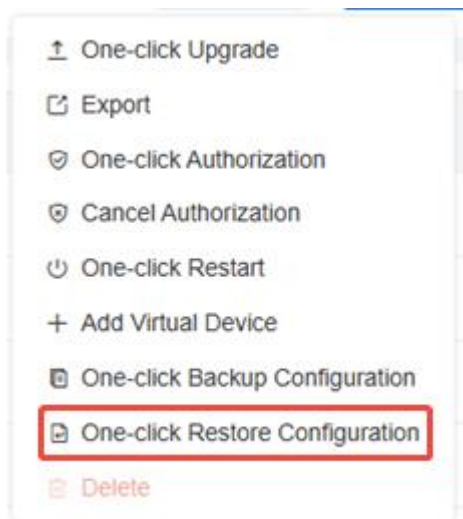 One-click Upgrade
Export
One-click Authorization
Cancel Authorization
One-click Restart
Add Virtual Device
One-click Backup Configuration
One-click Restore Configuration
Delete